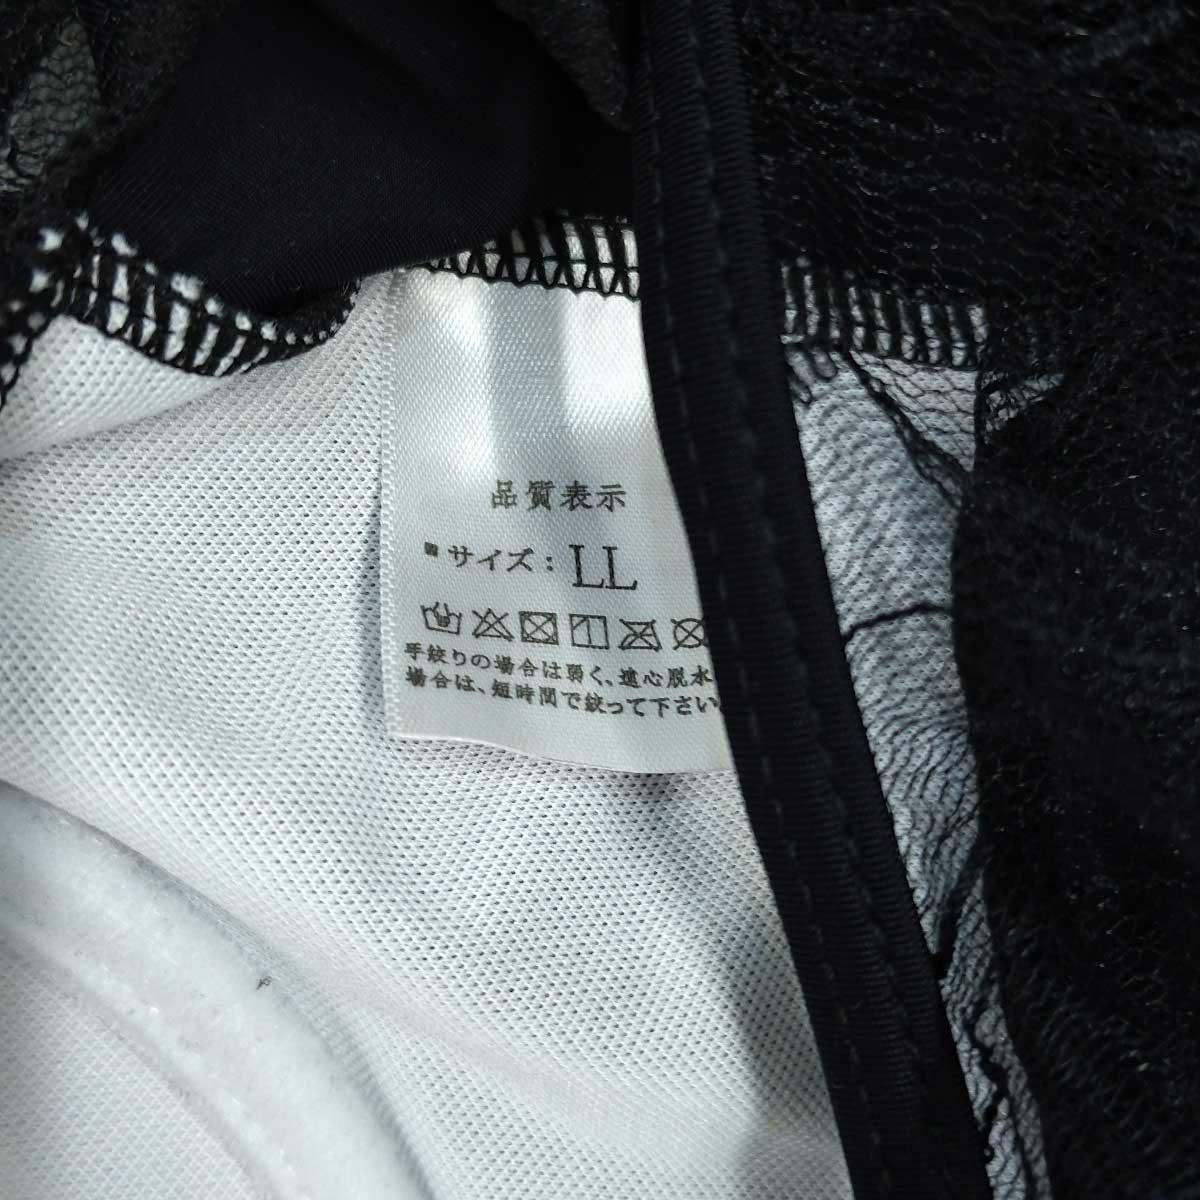 品質表示
■サイズ：LL
手絞りの場合は弱く、遠心脱水
場合は、短時間で絞って下さい